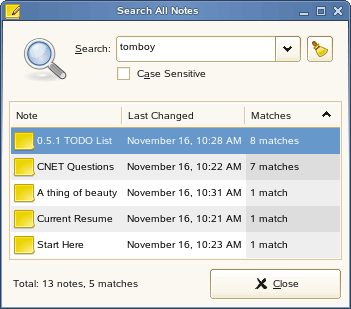 Search All Notes
Search: tomboy
Case Sensitive
Note Last Changed Matches
0.5.1 TODO List November 16, 10:28 AM 8 matches
CNET Questions November 16, 10:22 AM 7 matches
A thing of beauty November 16, 10:31 AM 1 match
Current Resume November 16, 10:29 AM 1 match
Start Here November 16, 10:23 AM 1 match
Total: 13 notes, 5 matches
Close